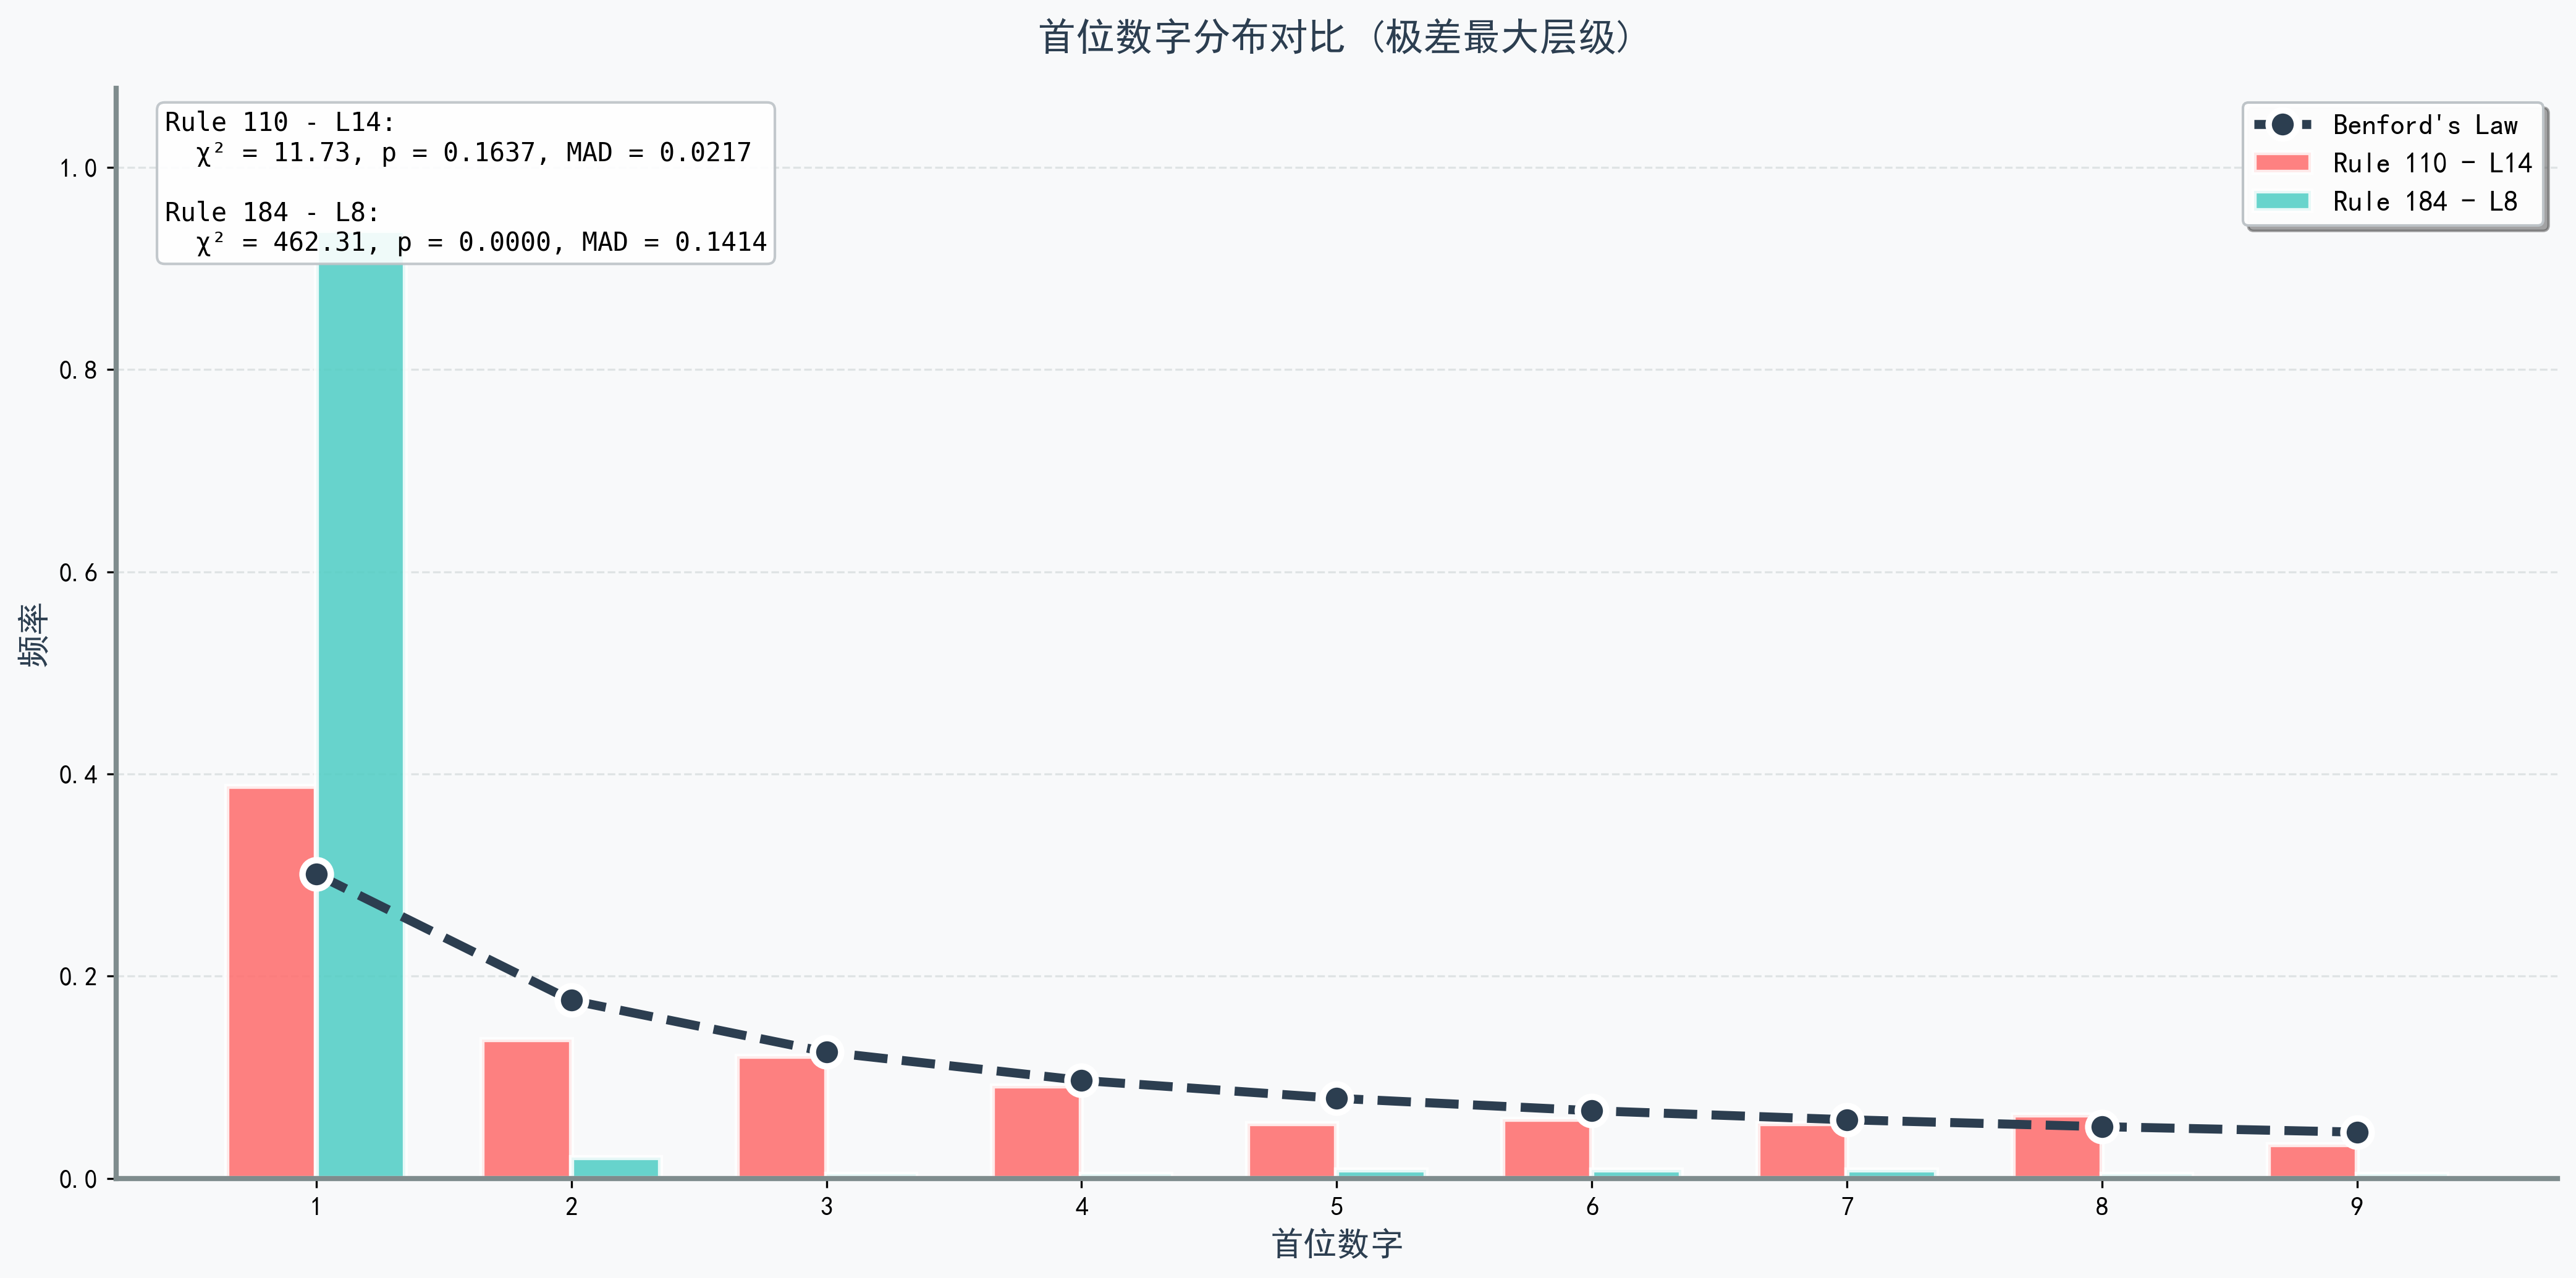 首位数字分布对比 (极差最大层级)
Rule 110 - L14:
χ² = 11.73, p = 0.1637, MAD = 0.0217
Rule 184 - L8:
χ² = 462.31, p = 0.0000, MAD = 0.1414
Benford's Law
Rule 110 - L14
Rule 184 - L8
1.0
0.8
0.6
0.4
0.2
0.0
频率
1 2 3 4 5 6 7 8 9
首位数字